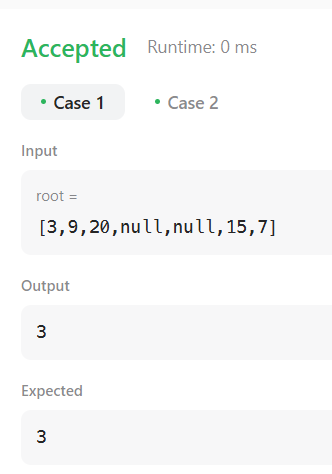 Accepted Runtime: 0 ms
• Case 1 • Case 2
Input
root =
[3,9,20,null,null,15,7]
Output
3
Expected
3